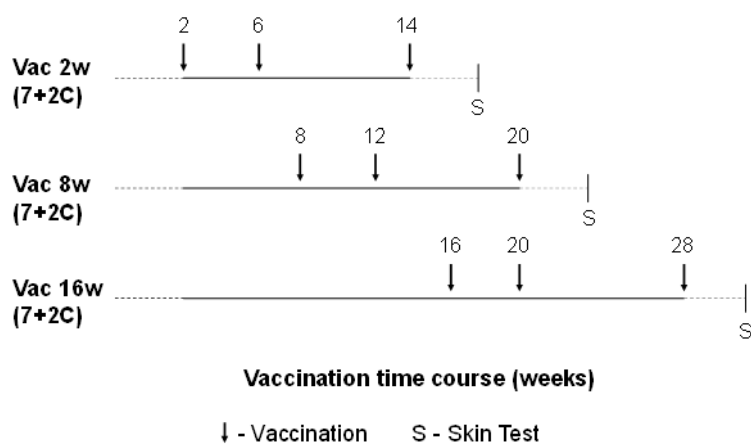 2 6 14
Vac 2w
(7+2C)
S
8 12 20
Vac 8w
(7+2C)
S
16 20 28
Vac 16w
(7+2C)
S
Vaccination time course (weeks)
- Vaccination S - Skin Test